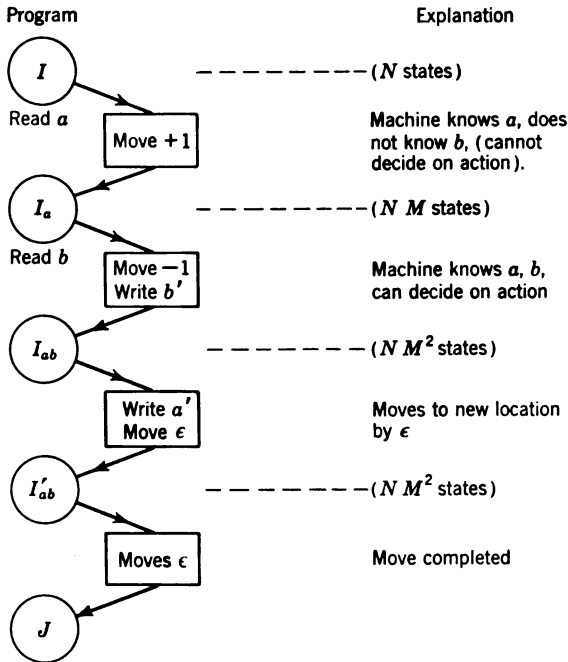 Program
Explanation
I
(N states)
Read a
Move +1
Machine knows a, does
not know b, (cannot
decide on action).
I_a
(N M states)
Read b
Move −1
Write b′
Machine knows a, b,
can decide on action
I_ab
(N M² states)
Write a′
Move ϵ
Moves to new location
by ϵ
I′_ab
(N M² states)
Moves ϵ
Move completed
J